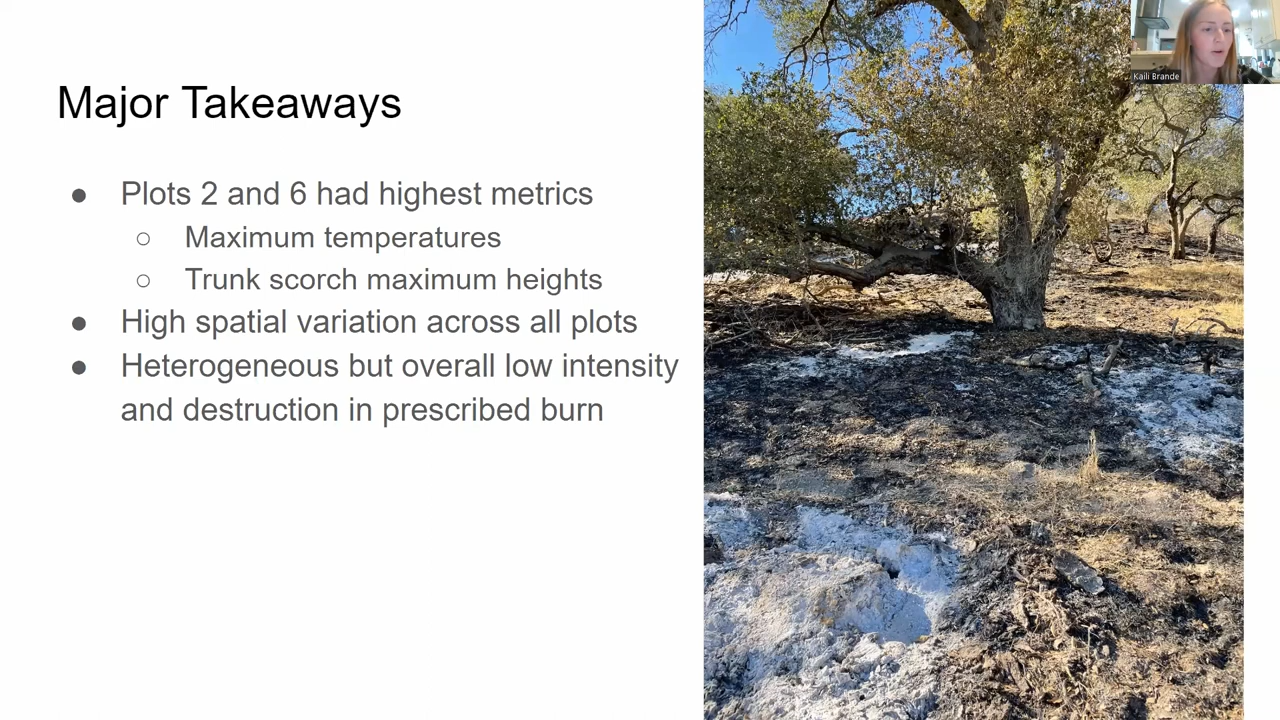 Kaili Brande
Major Takeaways
● Plots 2 and 6 had highest metrics
○ Maximum temperatures
○ Trunk scorch maximum heights
● High spatial variation across all plots
● Heterogeneous but overall low intensity
and destruction in prescribed burn